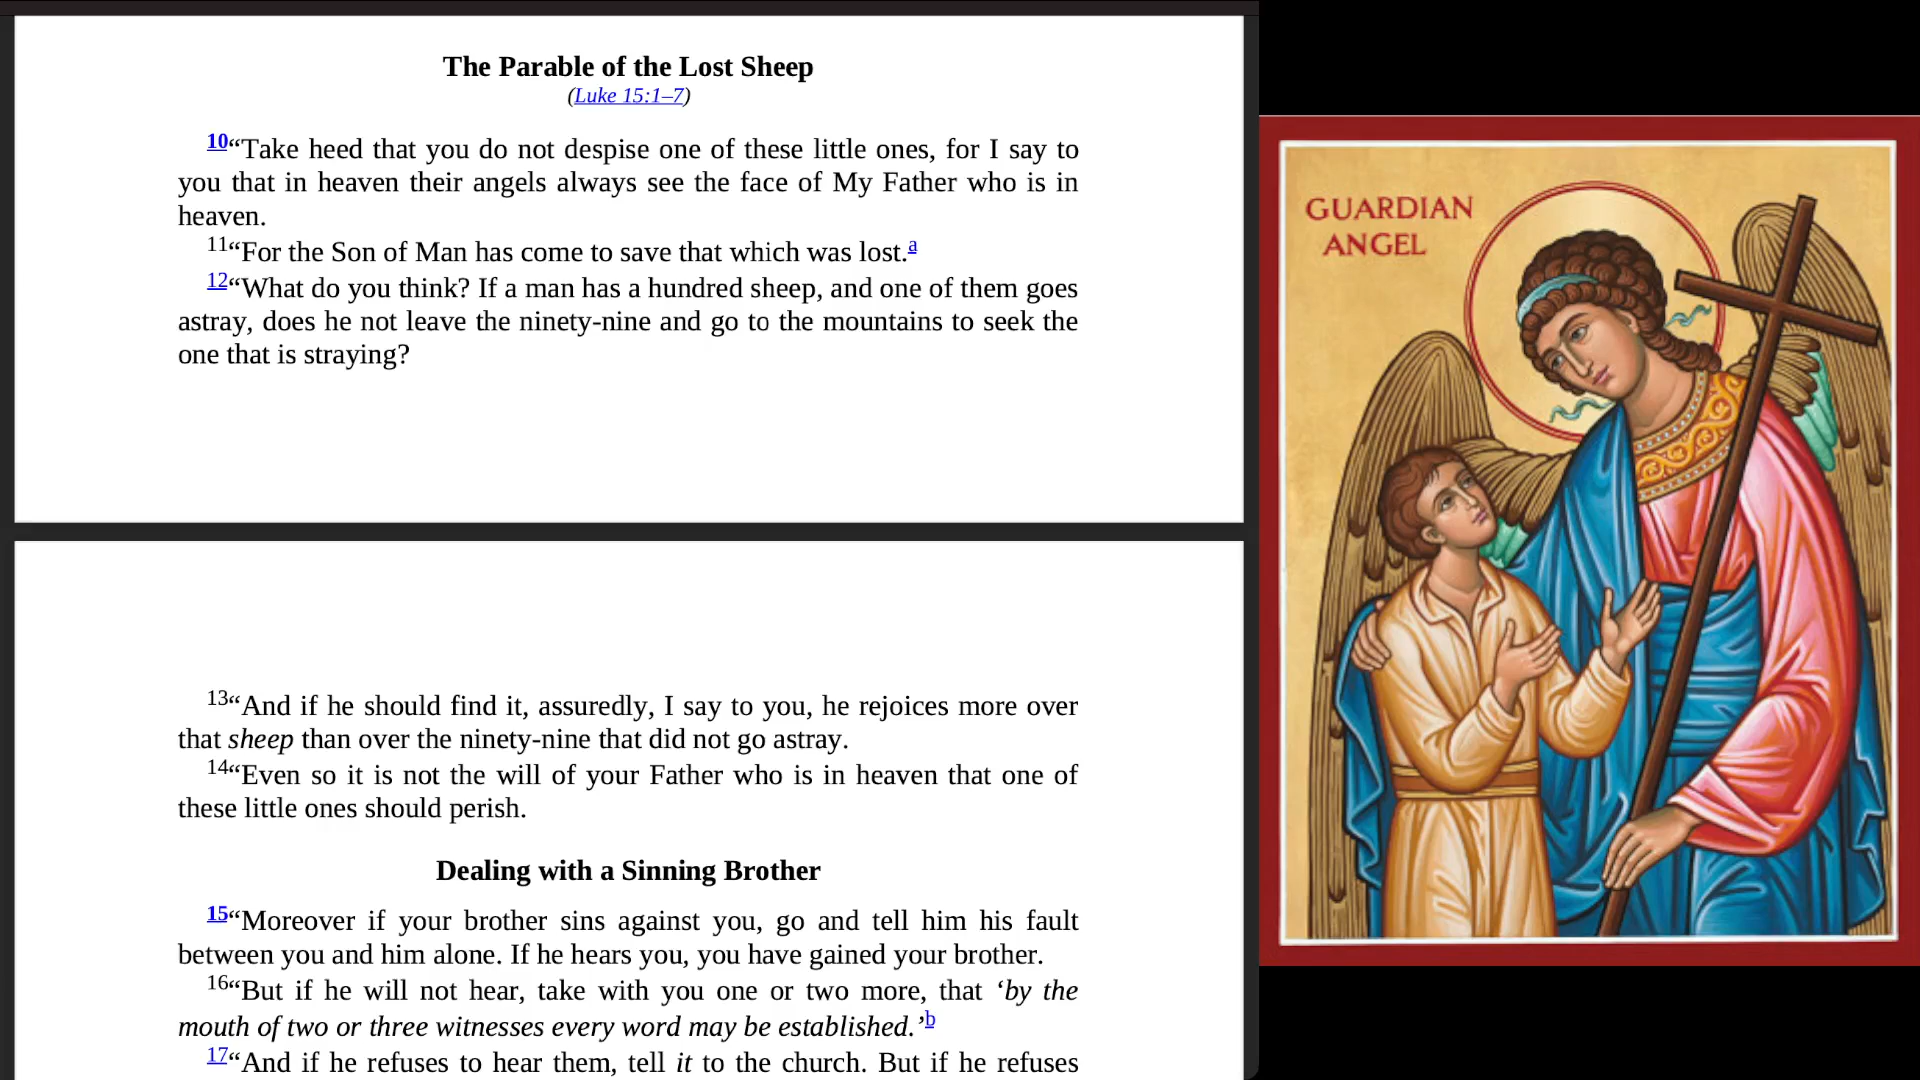 The Parable of the Lost Sheep
(Luke 15:1–7)
10“Take heed that you do not despise one of these little ones, for I say to
you that in heaven their angels always see the face of My Father who is in
heaven.
11“For the Son of Man has come to save that which was lost.a
12“What do you think? If a man has a hundred sheep, and one of them goes
astray, does he not leave the ninety-nine and go to the mountains to seek the
one that is straying?
13“And if he should find it, assuredly, I say to you, he rejoices more over
that sheep than over the ninety-nine that did not go astray.
14“Even so it is not the will of your Father who is in heaven that one of
these little ones should perish.
Dealing with a Sinning Brother
15“Moreover if your brother sins against you, go and tell him his fault
between you and him alone. If he hears you, you have gained your brother.
16“But if he will not hear, take with you one or two more, that ‘by the
mouth of two or three witnesses every word may be established.’b
17“And if he refuses to hear them, tell it to the church. But if he refuses
GUARDIAN
ANGEL